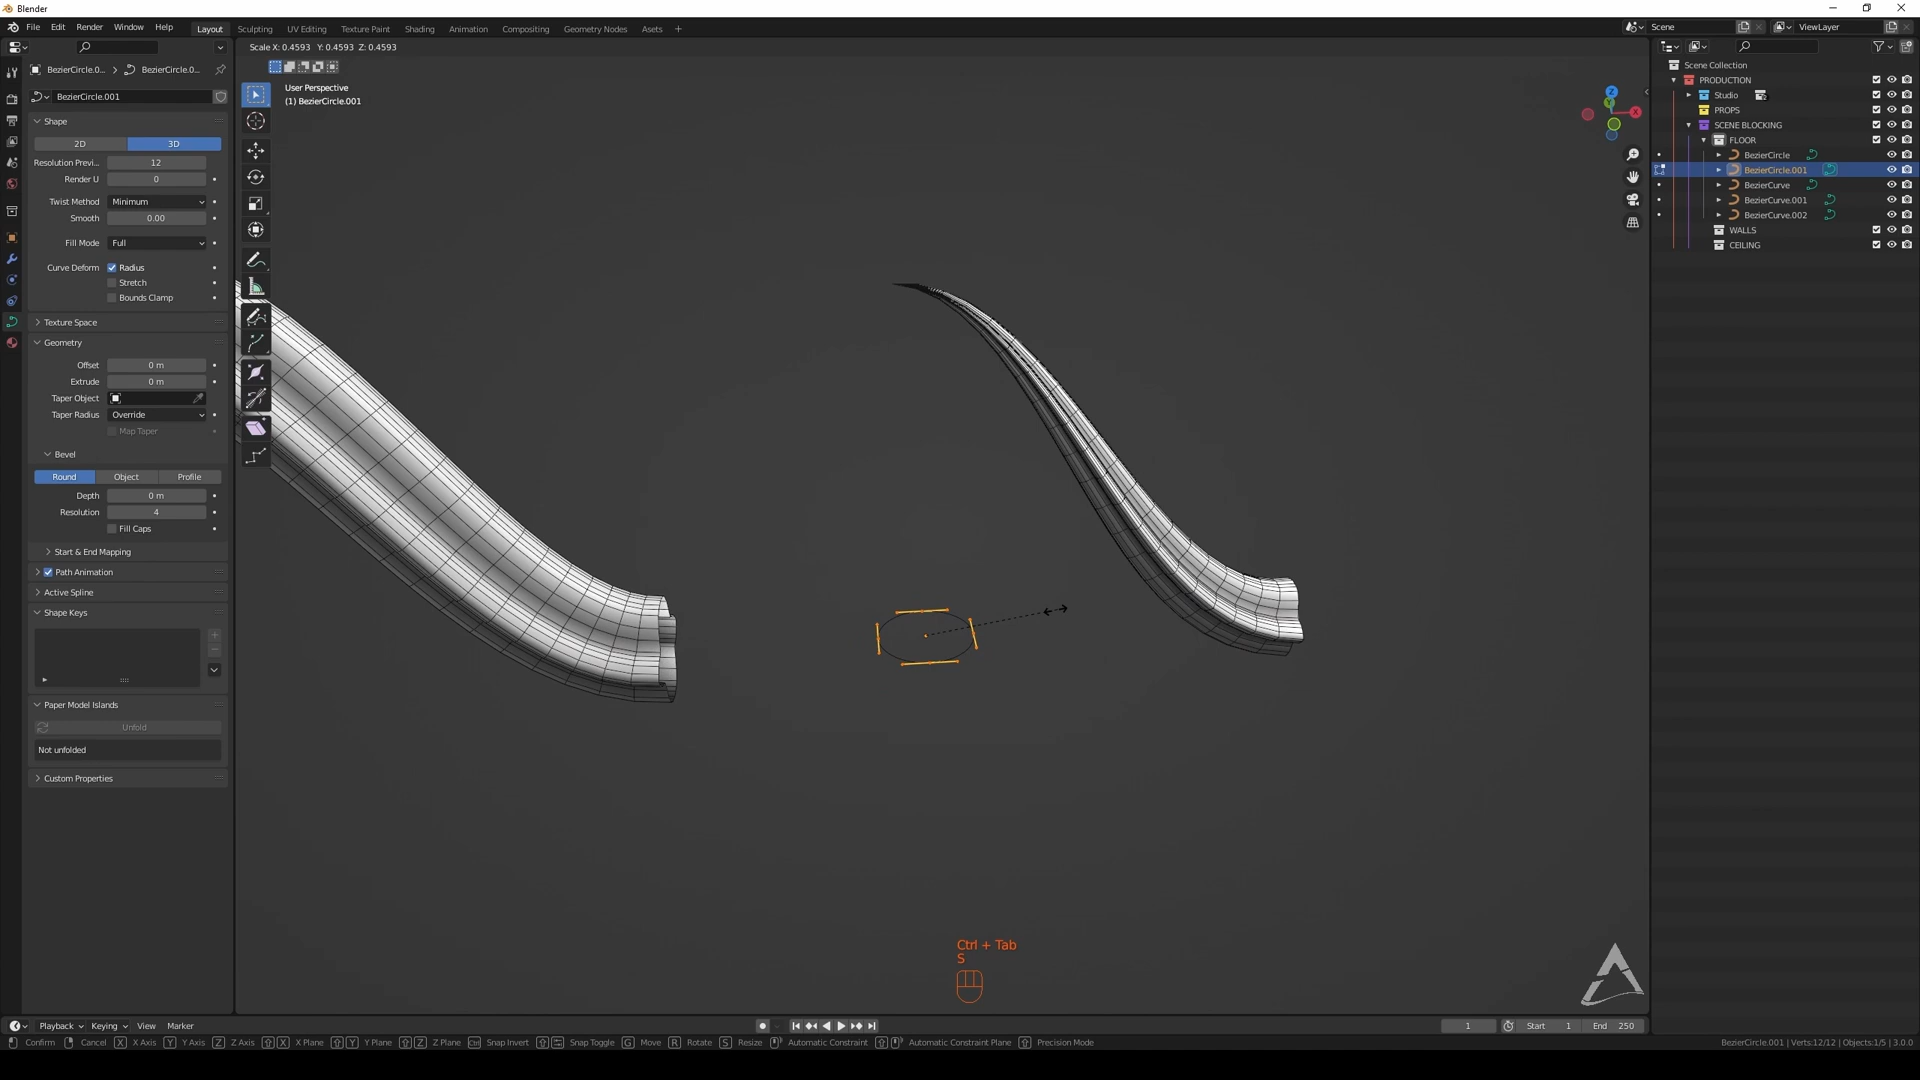 Blender
File Edit Render Window Help
Layout Sculpting UV Editing Texture Paint Shading Animation Compositing Geometry Nodes Assets +
Scene
ViewLayer
Scale X: 0.4593 Y: 0.4593 Z: 0.4593
BezierCircle.0... > BezierCircle.0...
BezierCircle.001
Shape
2D 3D
Resolution Previ... 12
Render U 0
Twist Method Minimum
Smooth 0.00
Fill Mode Full
Curve Deform Radius
Stretch
Bounds Clamp
Texture Space
Geometry
Offset 0 m
Extrude 0 m
Taper Object
Taper Radius Override
Map Taper
Bevel
Round Object Profile
Depth 0 m
Resolution 4
Fill Caps
Start & End Mapping
Path Animation
Active Spline
Shape Keys
Paper Model Islands
Unfold
Not unfolded
Custom Properties
User Perspective
(1) BezierCircle.001
Z
Y
X
Ctrl + Tab
S
Scene Collection
PRODUCTION
Studio
PROPS
SCENE BLOCKING
FLOOR
BezierCircle
BezierCircle.001
BezierCurve
BezierCurve.001
BezierCurve.002
WALLS
CEILING
Playback Keying View Marker
1 Start 1 End 250
Confirm Cancel X X Axis Y Y Axis Z Z Axis X X Plane Y Y Plane Z Z Plane Ctrl Snap Invert Snap Toggle G Move R Rotate S Resize Automatic Constraint Automatic Constraint Plane Precision Mode
BezierCircle.001 | Verts:12/12 | Objects:1/5 | 3.0.0